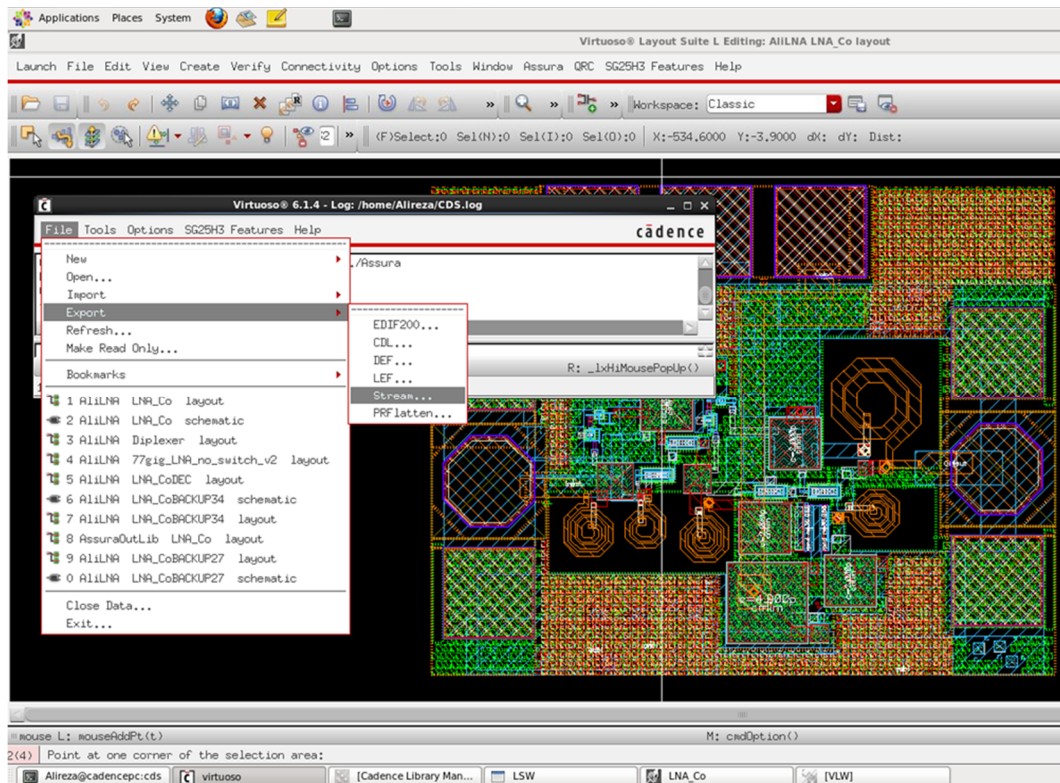 Applications Places System
Virtuoso® Layout Suite L Editing: AliLNA LNA_Co layout
Launch File Edit View Create Verify Connectivity Options Tools Window Assura QRC SG25H3 Features Help
» » » Workspace: Classic
2 » (F)Select:0 Sel(N):0 Sel(I):0 Sel(O):0 X:-534.6000 Y:-3.9000 dX: dY: Dist:
Virtuoso® 6.1.4 - Log: /home/Alireza/CDS.log
File Tools Options SG25H3 Features Help
cādence
New
./Assura
Open...
Import
Export
Refresh...
Make Read Only...
Bookmarks
EDIF200...
CDL...
DEF...
LEF...
Stream...
PRFlatten...
R: _lxHiMousePopUp()
1 AliLNA LNA_Co layout
2 AliLNA LNA_Co schematic
3 AliLNA Diplexer layout
4 AliLNA 77gig_LNA_no_switch_v2 layout
5 AliLNA LNA_CoDEC layout
6 AliLNA LNA_CoBACKUP34 schematic
7 AliLNA LNA_CoBACKUP34 layout
8 AssuraOutLib LNA_Co layout
9 AliLNA LNA_CoBACKUP27 layout
0 AliLNA LNA_CoBACKUP27 schematic
Close Data...
Exit...
mouse L: mouseAddPt(t) M: cmdOption()
2(4) Point at one corner of the selection area:
Alireza@cadencepc:cds virtuoso [Cadence Library Man... LSW LNA_Co [VLW]